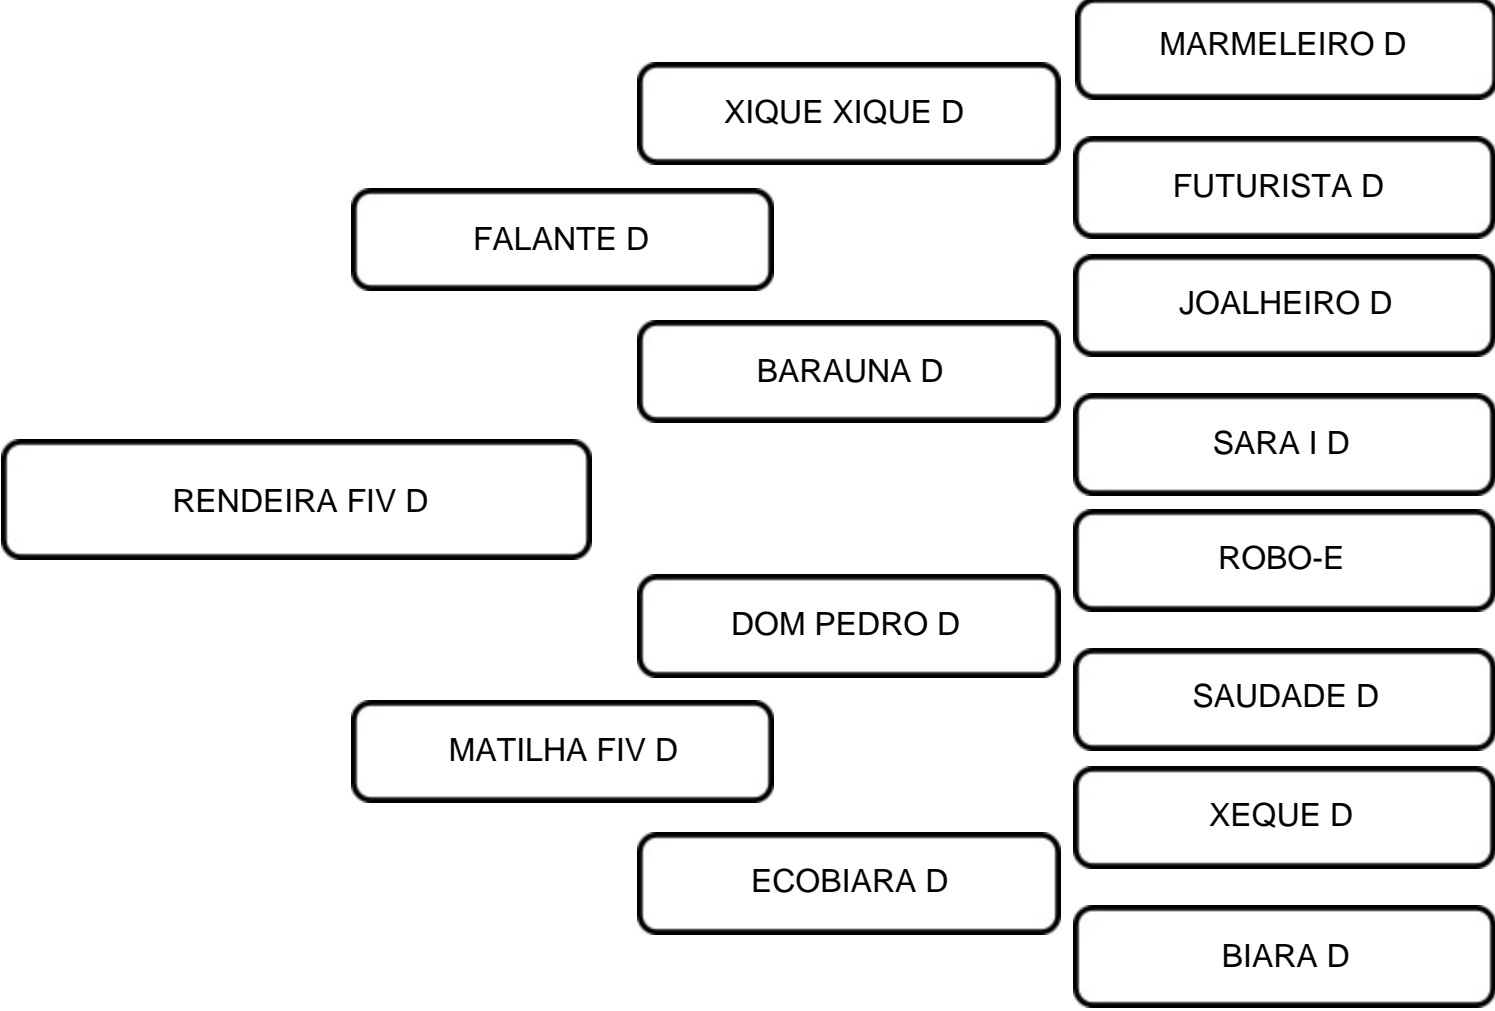 MARMELEIRO D
XIQUE XIQUE D
FUTURISTA D
FALANTE D
JOALHEIRO D
BARAUNA D
SARA I D
RENDEIRA FIV D
ROBO-E
DOM PEDRO D
SAUDADE D
MATILHA FIV D
XEQUE D
ECOBIARA D
BIARA D